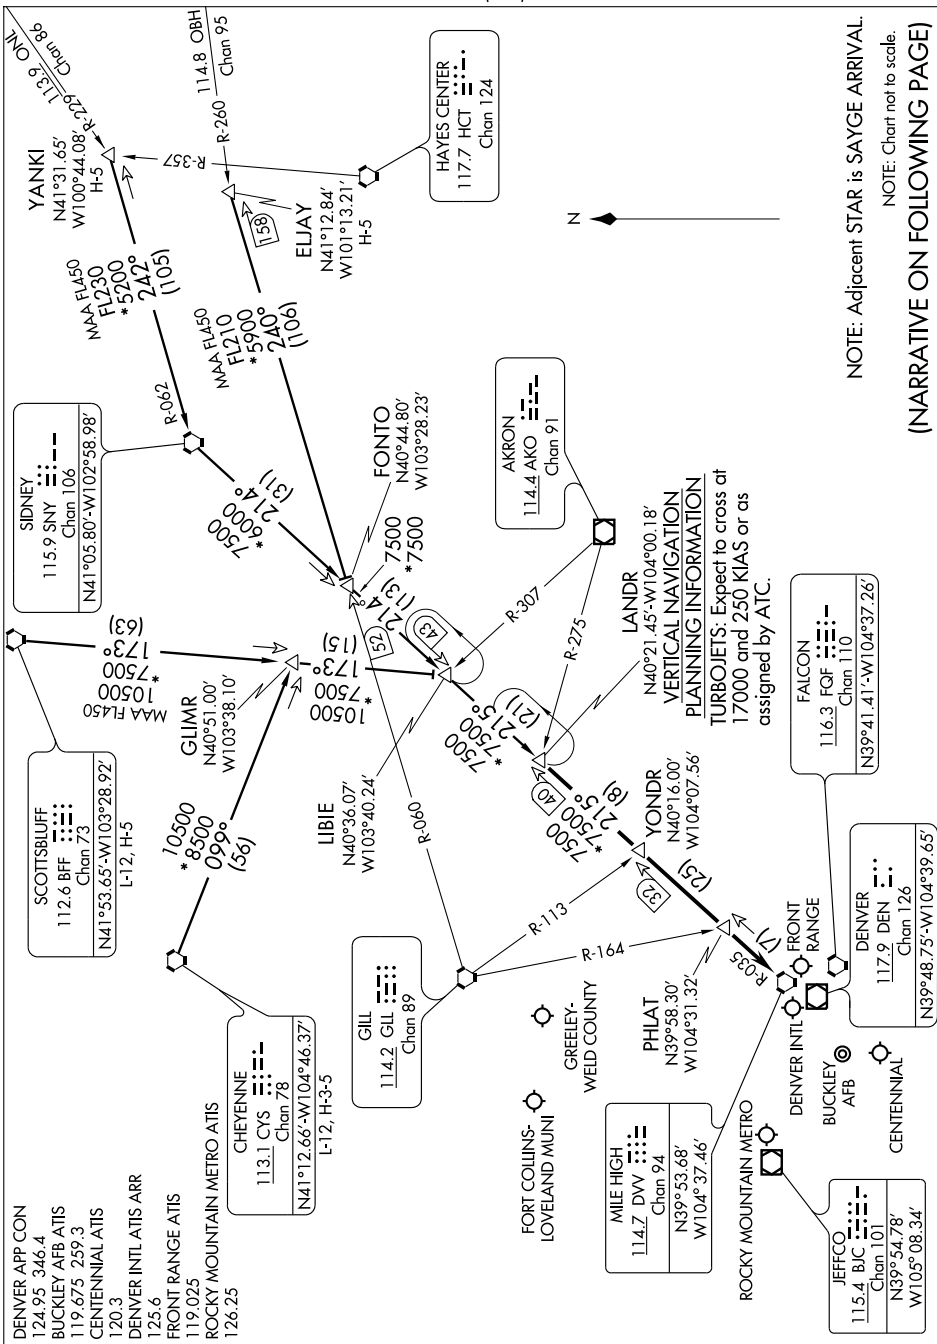 DENVER APP CON
124.95 346.4
BUCKLEY AFB ATIS
119.675 259.3
CENTENNIAL ATIS
120.3
DENVER INTL ATIS ARR
125.6
FRONT RANGE ATIS
119.025
ROCKY MOUNTAIN METRO ATIS
126.25
SCOTTSBLUFF
112.6 BFF
Chan 73
N41°53.65'-W103°28.92'
L-12, H-5
SIDNEY
115.9 SNY
Chan 106
N41°05.80'-W102°58.98'
113.9 ONL
Chan 86
R-229
YANKI
N41°31.65'
W100°44.08'
H-5
114.8 OBH
Chan 95
R-260
R-357
HAYES CENTER
117.7 HCT
Chan 124
ELJAY
N41°12.84'
W101°13.21'
H-5
158
MAA FL450
FL230
*5200
242°
(105)
R-062
MAA FL450
FL210
*5900
240°
(106)
7500
*6000
214°
(31)
FONTO
N40°44.80'
W103°28.23'
7500
*7500
214°
(13)
52
43
CHEYENNE
113.1 CYS
Chan 78
N41°12.66'-W104°46.37'
L-12, H-3-5
10500
*8500
099°
(56)
MAA FL450
10500
*7500
173°
(63)
GLIMR
N40°51.00'
W103°38.10'
10500
*7500
173°
(15)
LIBIE
N40°36.07'
W103°40.24'
R-060
R-307
R-275
AKRON
114.4 AKO
Chan 91
7500
*7500
215°
(21)
LANDR
N40°21.45'-W104°00.18'
VERTICAL NAVIGATION
PLANNING INFORMATION
TURBOJETS: Expect to cross at
17000 and 250 KIAS or as
assigned by ATC.
40
7500
*7500
215°
(8)
GILL
114.2 GLL
Chan 89
R-113
R-164
YONDR
N40°16.00'
W104°07.56'
32
(25)
PHLAT
N39°58.30'
W104°31.32'
(7)
R-035
FORT COLLINS-
LOVELAND MUNI
GREELEY-
WELD COUNTY
MILE HIGH
114.7 DVV
Chan 94
N39°53.68'
W104°37.46'
FRONT
RANGE
FALCON
116.3 FQF
Chan 110
N39°41.41'-W104°37.26'
DENVER
117.9 DEN
Chan 126
N39°48.75'-W104°39.65'
ROCKY MOUNTAIN METRO
DENVER INTL
BUCKLEY
AFB
CENTENNIAL
JEFFCO
115.4 BJC
Chan 101
N39°54.78'
W105°08.34'
N
NOTE: Adjacent STAR is SAYGE ARRIVAL.
NOTE: Chart not to scale.
(NARRATIVE ON FOLLOWING PAGE)